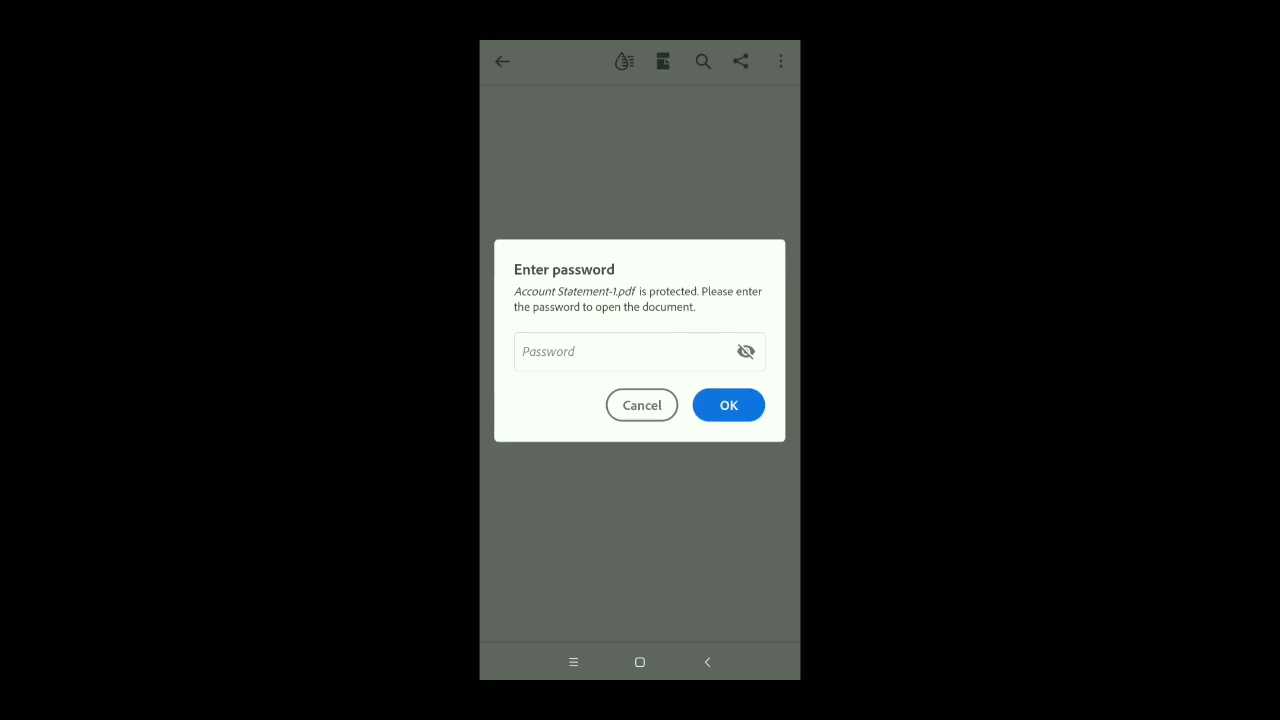 Enter password
Account Statement-1.pdf is protected. Please enter
the password to open the document.
Password
Cancel
OK